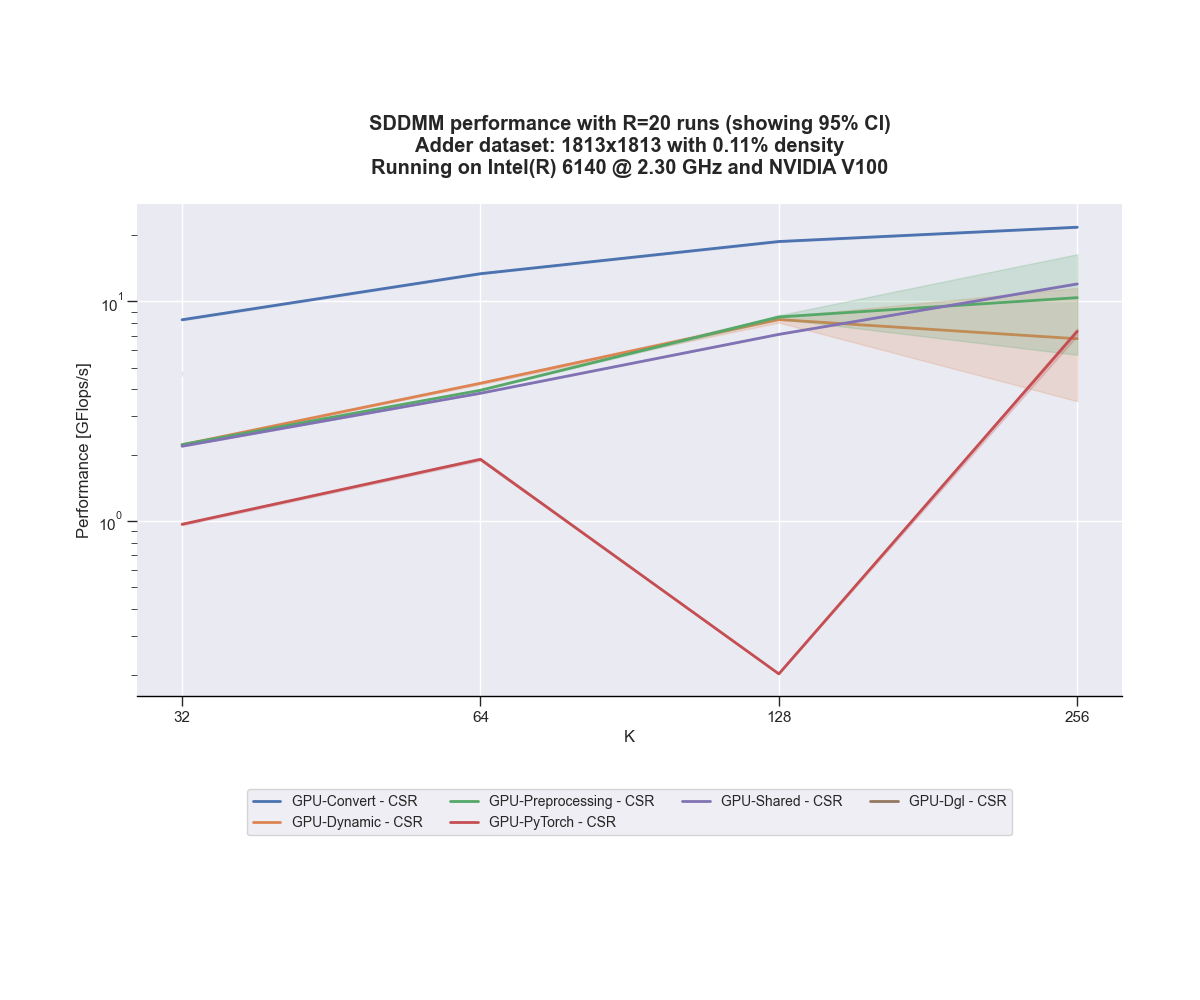 SDDMM performance with R=20 runs (showing 95% CI)
Adder dataset: 1813x1813 with 0.11% density
Running on Intel(R) 6140 @ 2.30 GHz and NVIDIA V100
Performance [GFlops/s]
10^1
10^0
32 64 128 256
K
GPU-Convert - CSR GPU-Preprocessing - CSR GPU-Shared - CSR GPU-Dgl - CSR
GPU-Dynamic - CSR GPU-PyTorch - CSR